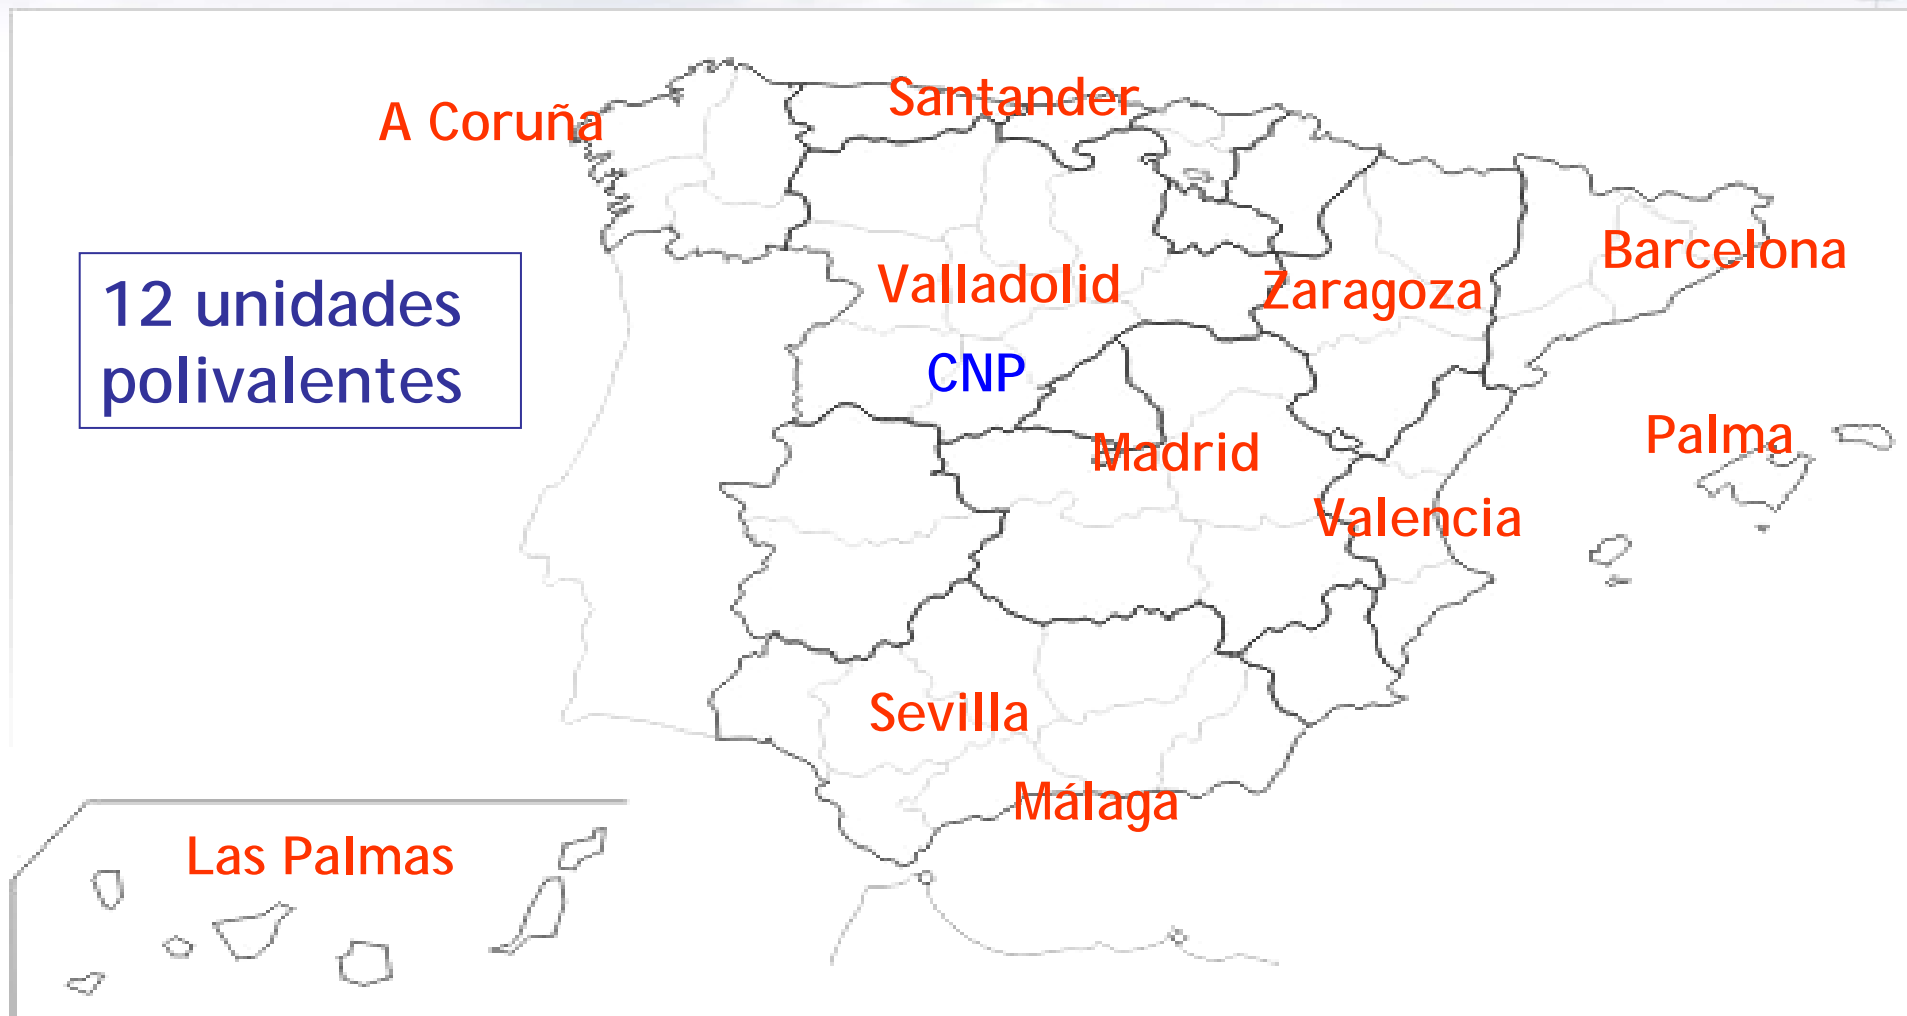 Santander
A Coruña
Barcelona
12 unidades
polivalentes
Valladolid
Zaragoza
CNP
Madrid
Palma
Valencia
Sevilla
Málaga
Las Palmas